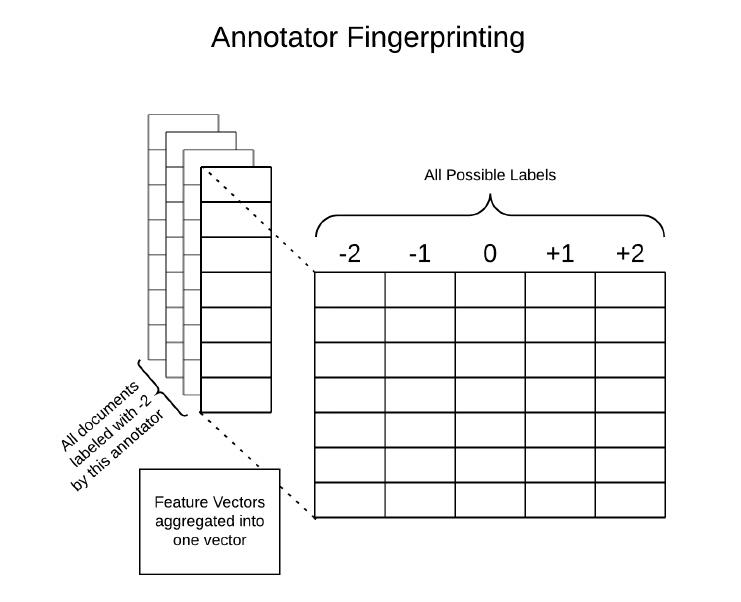 Annotator Fingerprinting
All Possible Labels
-2 -1 0 +1 +2
All documents
labeled with -2
by this annotator
Feature Vectors
aggregated into
one vector